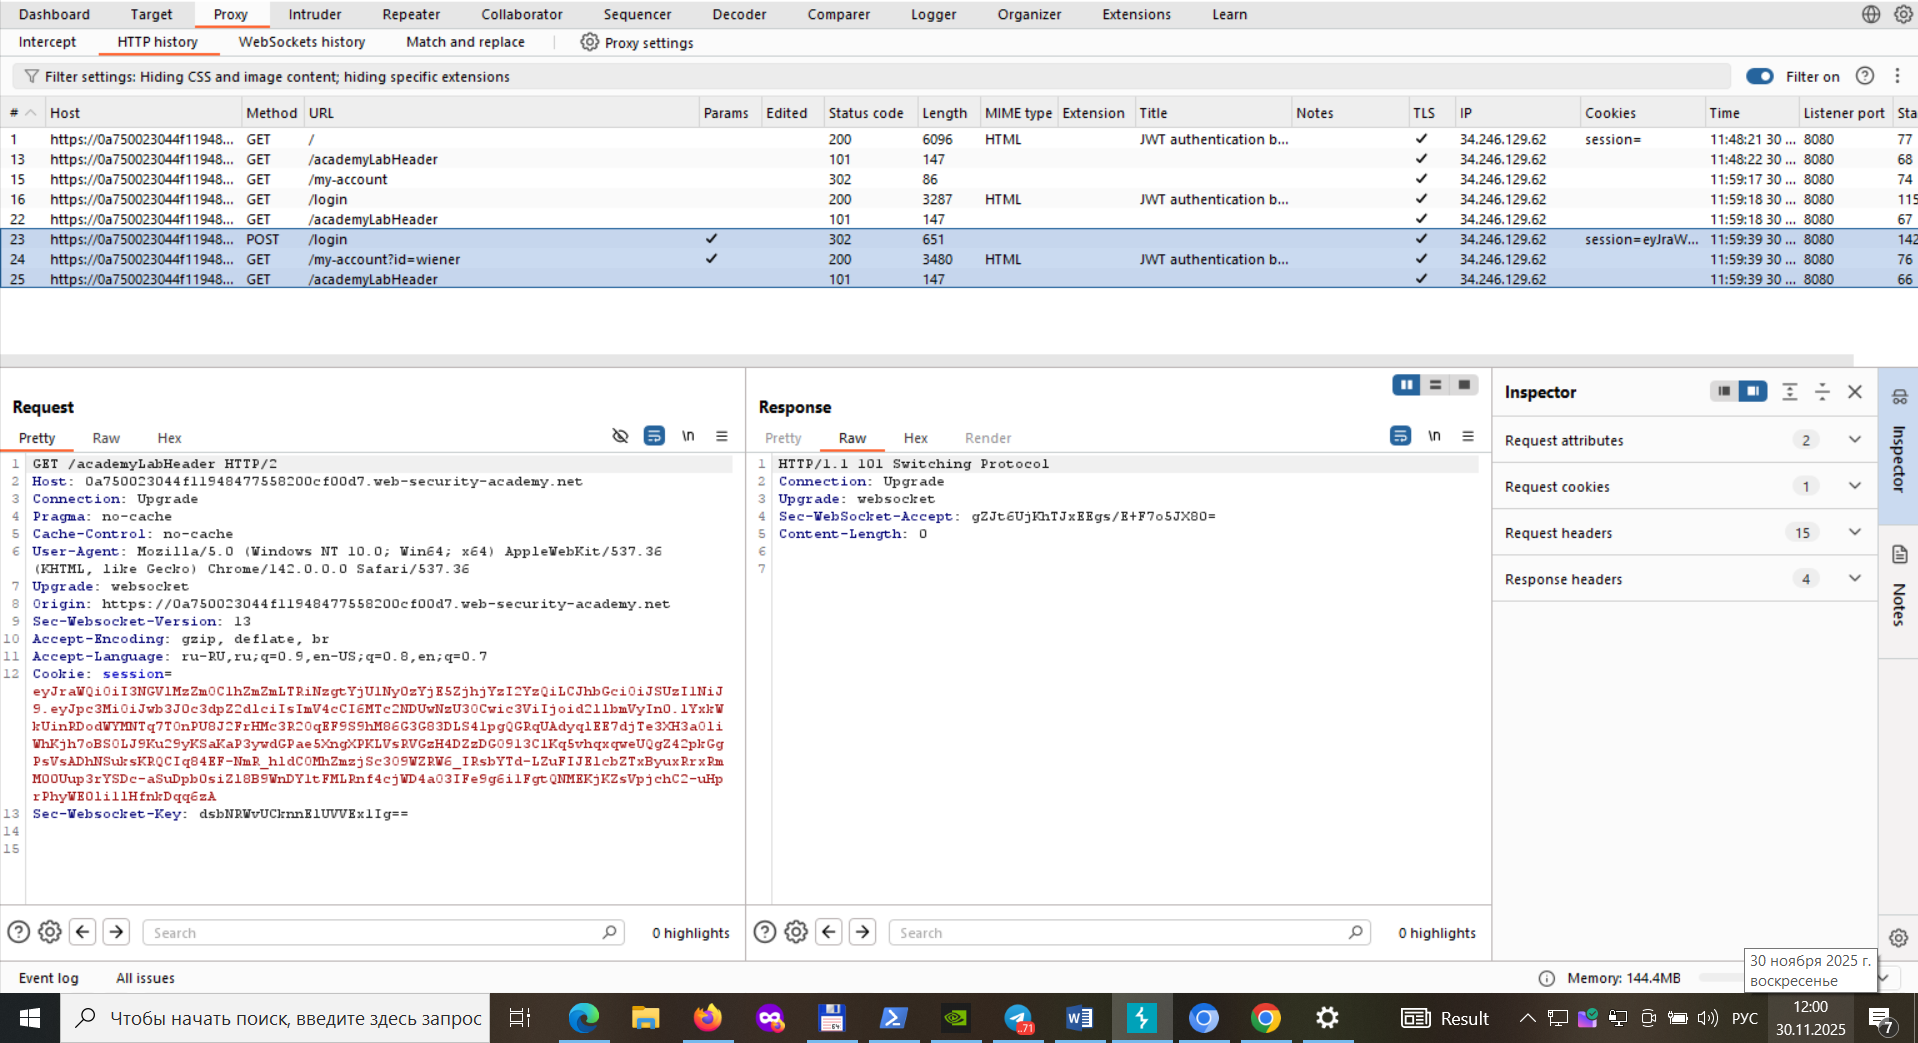 Dashboard Target Proxy Intruder Repeater Collaborator Sequencer Decoder Comparer Logger Organizer Extensions Learn
Intercept HTTP history WebSockets history Match and replace Proxy settings
Filter settings: Hiding CSS and image content; hiding specific extensions Filter on
# Host Method URL Params Edited Status code Length MIME type Extension Title Notes TLS IP Cookies Time Listener port Sta
1 https://0a750023044f11948... GET / 200 6096 HTML JWT authentication b... ✓ 34.246.129.62 session= 11:48:21 30 ... 8080 77
13 https://0a750023044f11948... GET /academyLabHeader 101 147 ✓ 34.246.129.62 11:48:22 30 ... 8080 68
15 https://0a750023044f11948... GET /my-account 302 86 ✓ 34.246.129.62 11:59:17 30 ... 8080 74
16 https://0a750023044f11948... GET /login 200 3287 HTML JWT authentication b... ✓ 34.246.129.62 11:59:18 30 ... 8080 115
22 https://0a750023044f11948... GET /academyLabHeader 101 147 ✓ 34.246.129.62 11:59:18 30 ... 8080 67
23 https://0a750023044f11948... POST /login ✓ 302 651 ✓ 34.246.129.62 session=eyJraW... 11:59:39 30 ... 8080 142
24 https://0a750023044f11948... GET /my-account?id=wiener ✓ 200 3480 HTML JWT authentication b... ✓ 34.246.129.62 11:59:39 30 ... 8080 76
25 https://0a750023044f11948... GET /academyLabHeader 101 147 ✓ 34.246.129.62 11:59:39 30 ... 8080 66
Request
Pretty Raw Hex \n
1 GET /academyLabHeader HTTP/2
2 Host: 0a750023044f11948477558200cf00d7.web-security-academy.net
3 Connection: Upgrade
4 Pragma: no-cache
5 Cache-Control: no-cache
6 User-Agent: Mozilla/5.0 (Windows NT 10.0; Win64; x64) AppleWebKit/537.36
(KHTML, like Gecko) Chrome/142.0.0.0 Safari/537.36
7 Upgrade: websocket
8 Origin: https://0a750023044f11948477558200cf00d7.web-security-academy.net
9 Sec-Websocket-Version: 13
10 Accept-Encoding: gzip, deflate, br
11 Accept-Language: ru-RU,ru;q=0.9,en-US;q=0.8,en;q=0.7
12 Cookie: session=
13 Sec-Websocket-Key: dsbNRWvUCknnElUVVExlIg==
14
15
Search 0 highlights
Response
Pretty Raw Hex Render \n
1 HTTP/1.1 101 Switching Protocol
2 Connection: Upgrade
3 Upgrade: websocket
4 Sec-WebSocket-Accept: gZJt6UjKhTJxEEgs/E+F7o5JX80=
5 Content-Length: 0
6
7
Search 0 highlights
Inspector
Request attributes 2
Request cookies 1
Request headers 15
Response headers 4
Inspector
Notes
Event log All issues Memory: 144.4MB
30 ноября 2025 г.
воскресенье
Чтобы начать поиск, введите здесь запрос
64
71
Result
РУС
12:00
30.11.2025
7